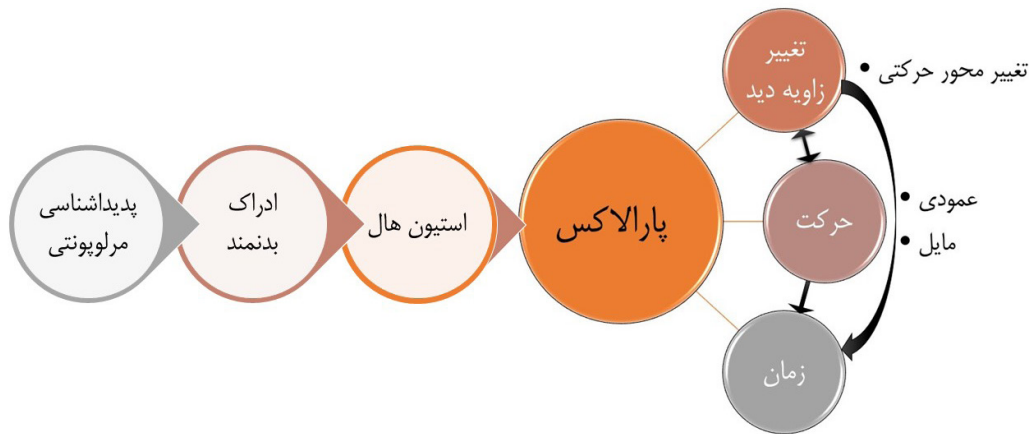 تغییر
زاویه دید
• تغییر محور حرکتی
حرکت
• عمودی
• مایل
زمان
پارالاکس
استیون هال
ادراک
بدنمند
پدیداشناسی
مرلوپونتی